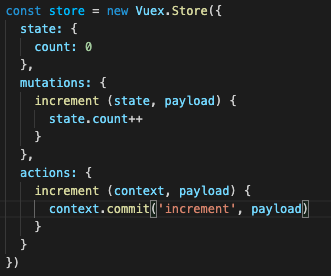 const store = new Vuex.Store({
  state: {
    count: 0
  },
  mutations: {
    increment (state, payload) {
      state.count++
    }
  },
  actions: {
    increment (context, payload) {
      context.commit('increment', payload)
    }
  }
})